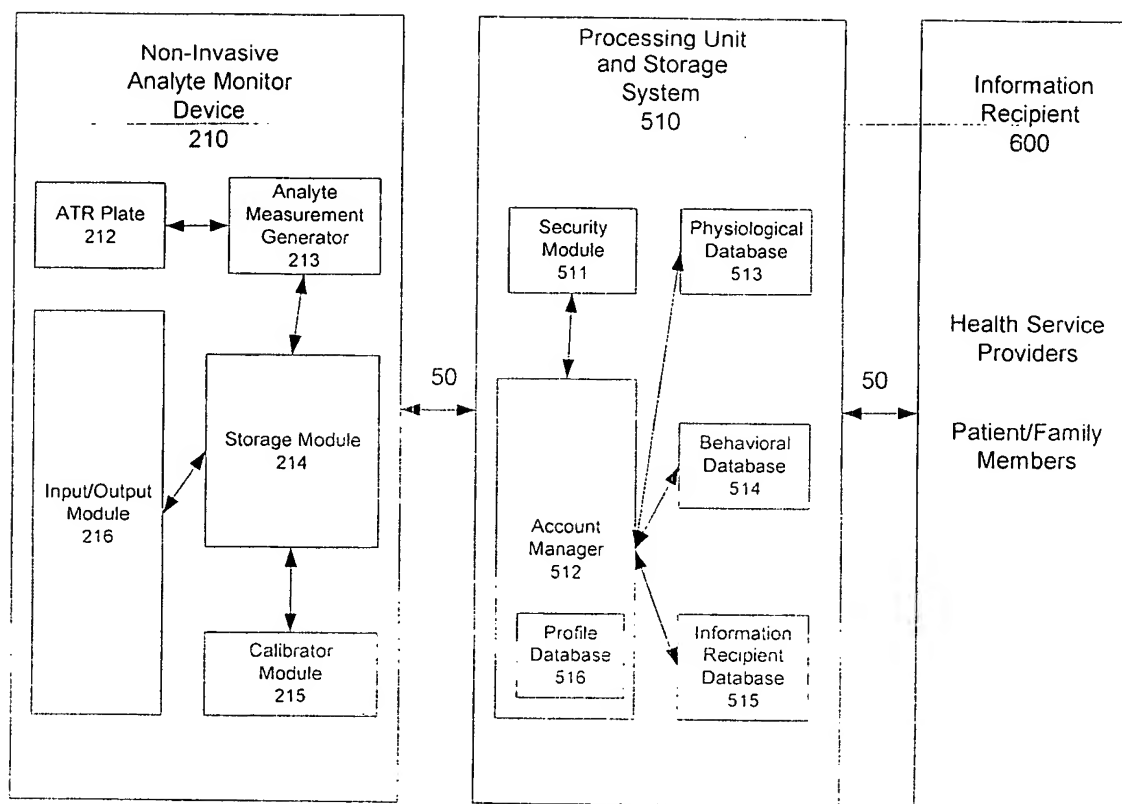 Non-Invasive
Analyte Monitor
Device
210
ATR Plate
212
Analyte
Measurement
Generator
213
Input/Output
Module
216
Storage Module
214
Calibrator
Module
215
50
Processing Unit
and Storage
System
510
Security
Module
511
Physiological
Database
513
Behavioral
Database
514
Account
Manager
512
Profile
Database
516
Information
Recipient
Database
515
50
Information
Recipient
600
Health Service
Providers
Patient/Family
Members